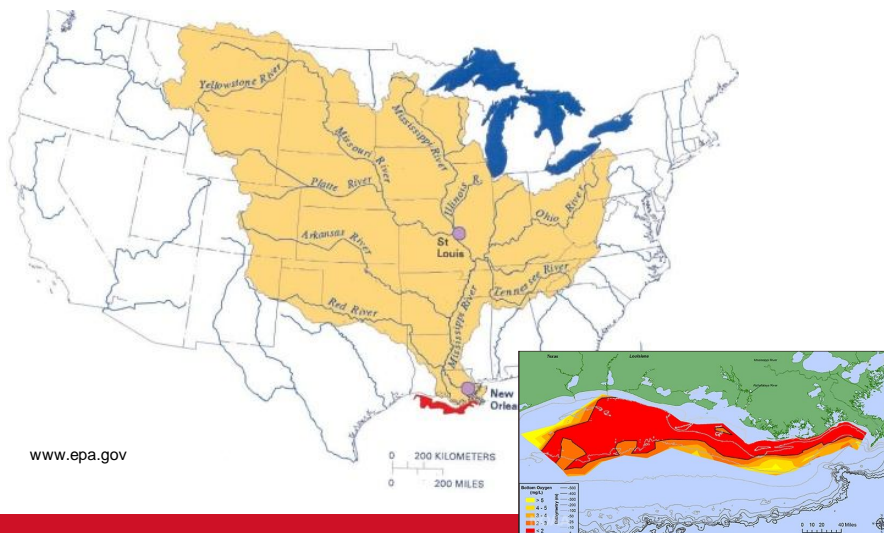 Yellowstone River
Missouri River
Mississippi River
Platte River
Illinois R
Ohio River
Arkansas River
St
Louis
Tennessee River
Red River
Mississippi River
New
Orlea
www.epa.gov
0 200 KILOMETERS
0 200 MILES
Texas
Louisiana
Bottom Oxygen
(mg/L)
> 5
4 - 5
3 - 4
2 - 3
< 2
0 10 20 40 Miles